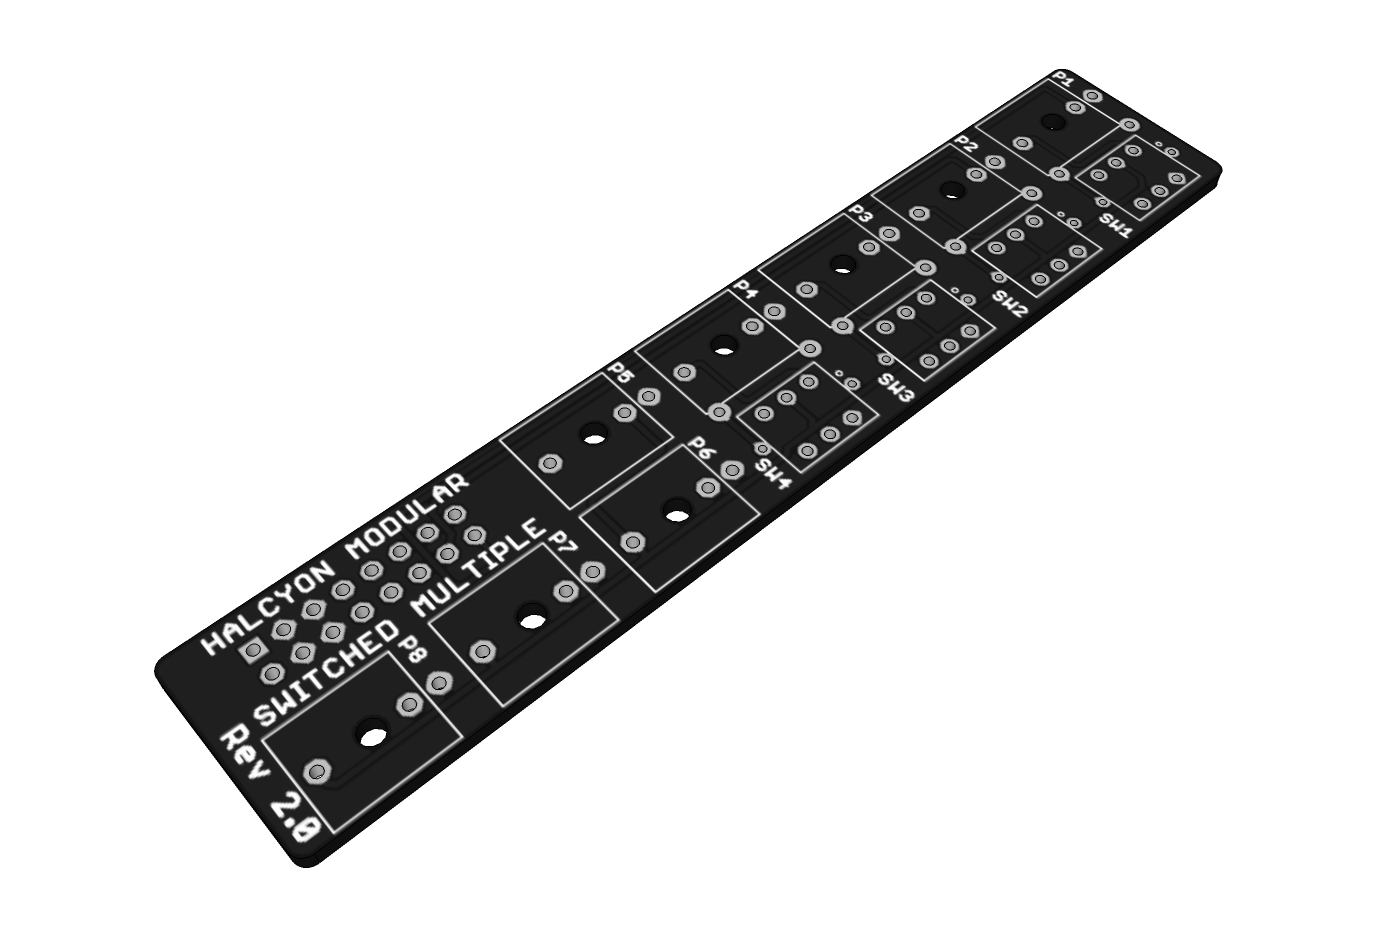 P1
SW1
P2
SW2
P3
SW3
P4
SW4
P5
P6
HALCYON MODULAR
SWITCHED MULTIPLE
P7
P8
Rev 2.0